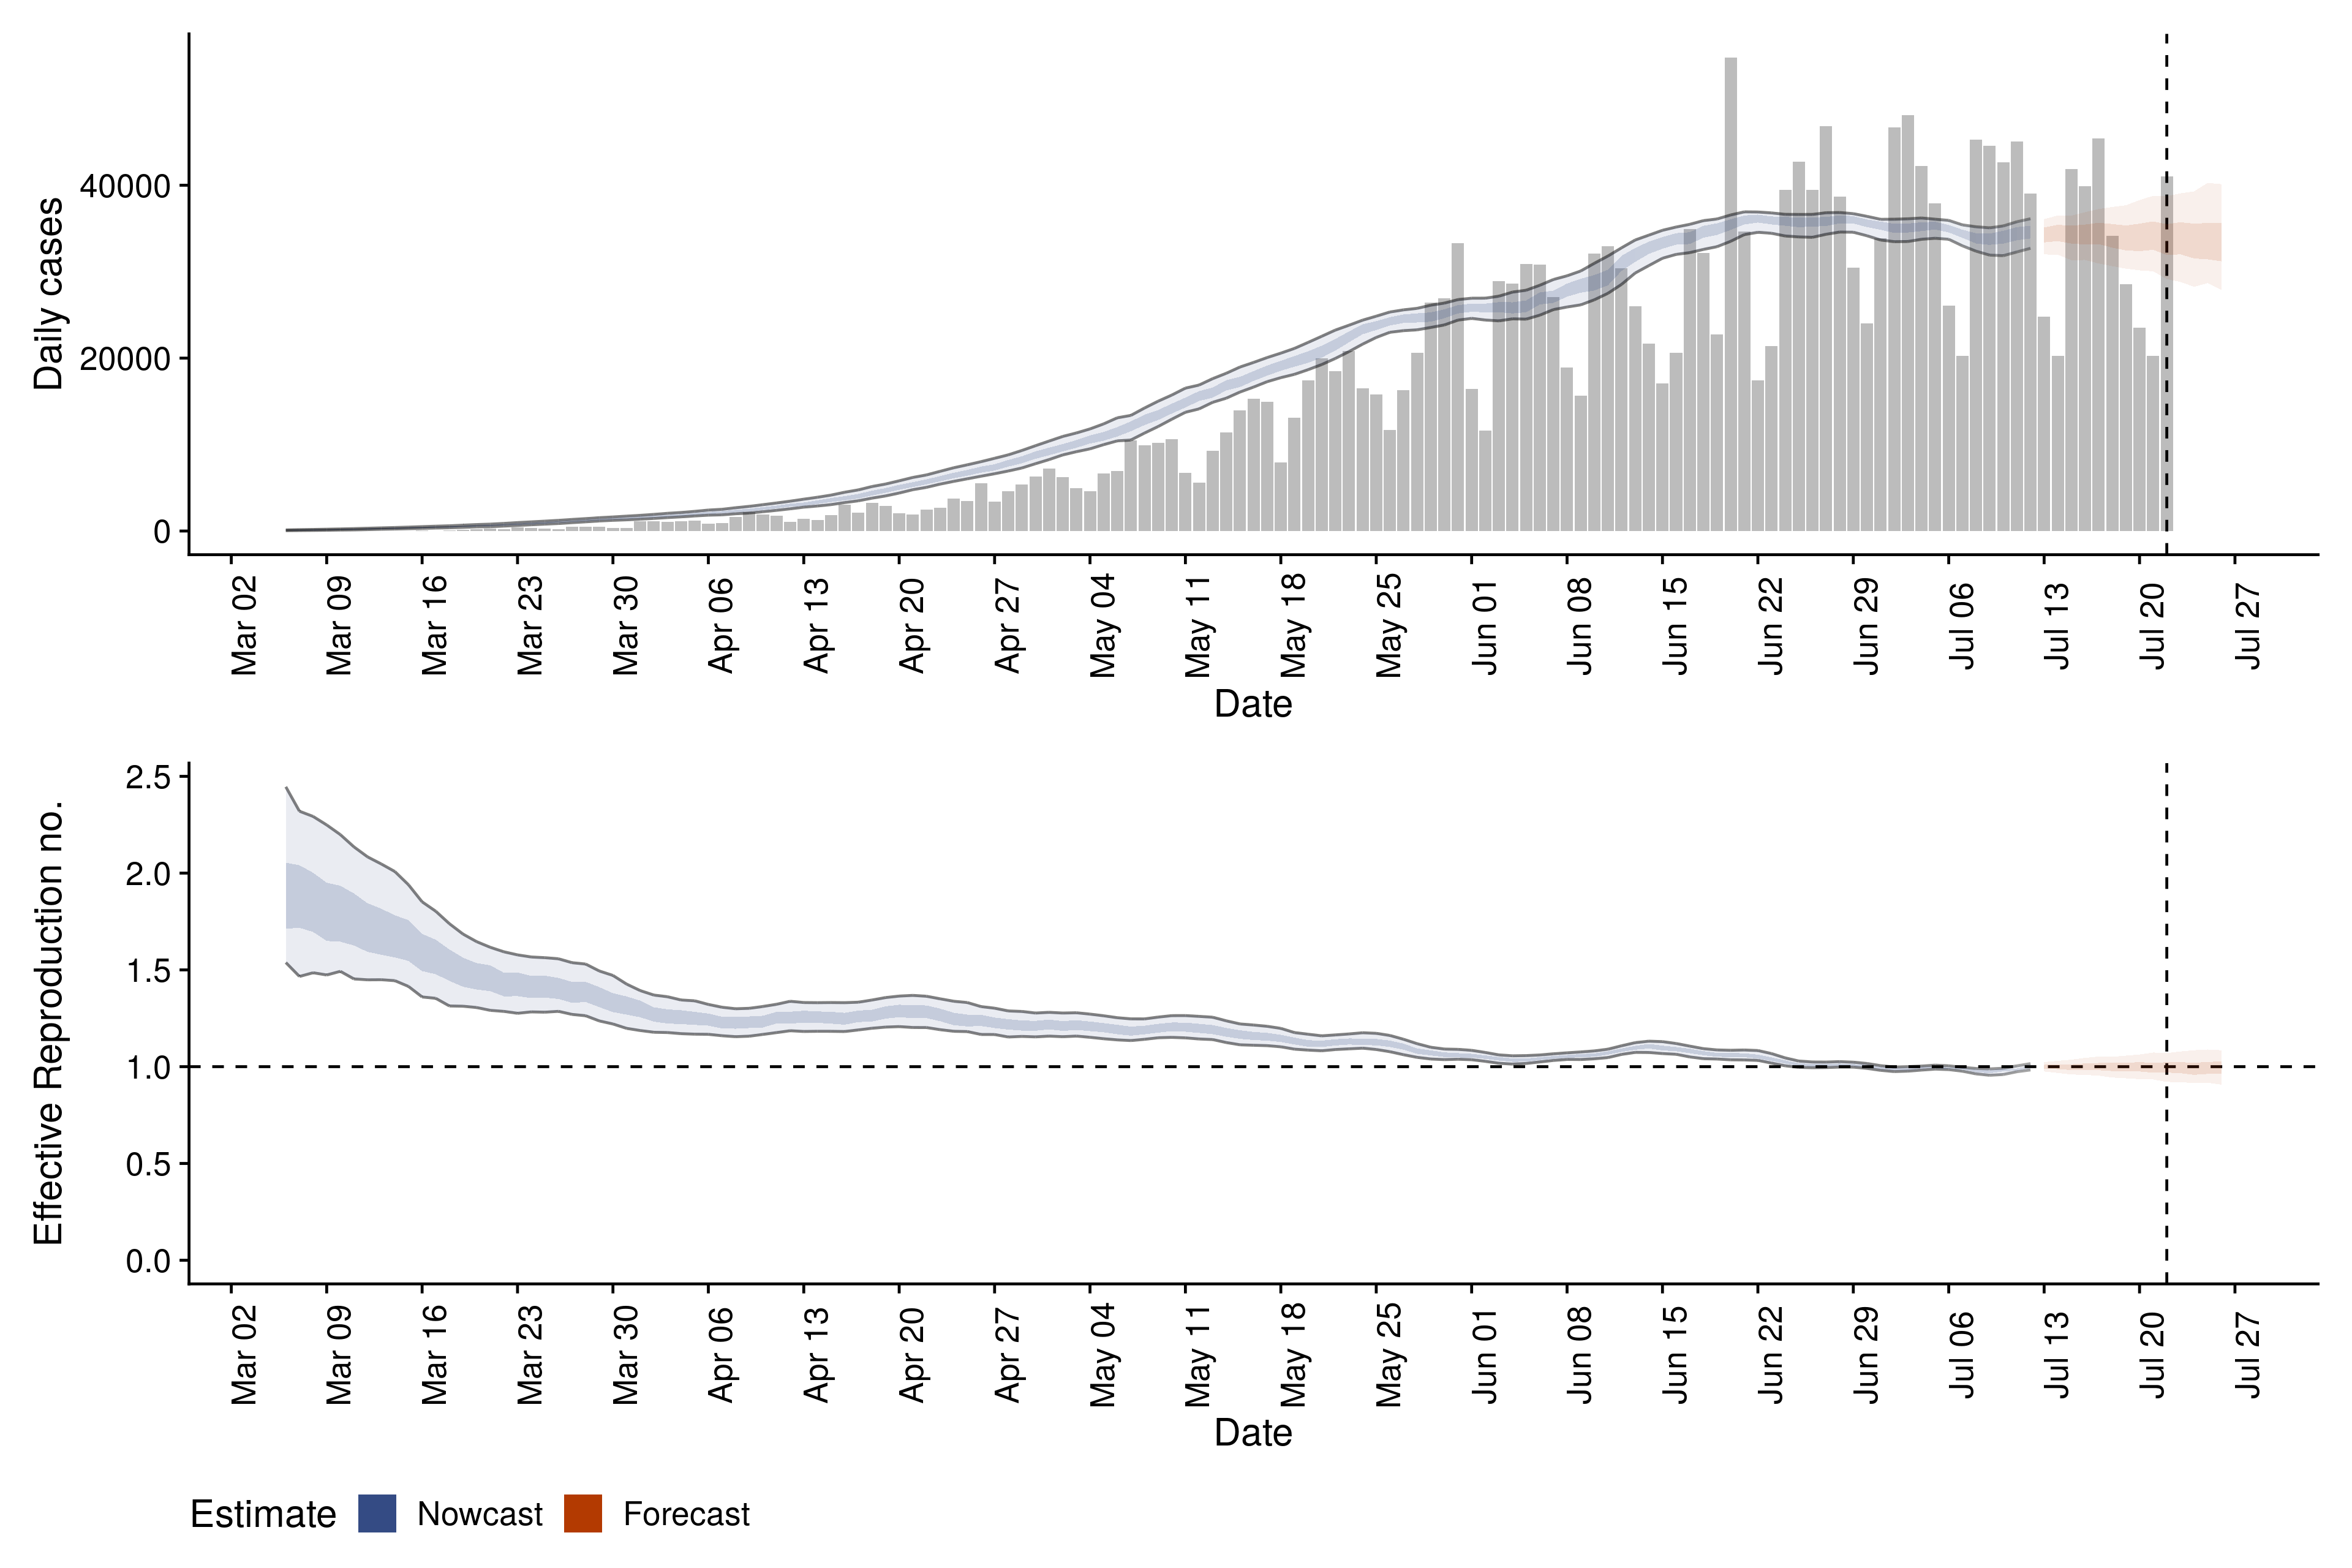 Daily cases
40000
20000
0
Mar 02 Mar 09 Mar 16 Mar 23 Mar 30 Apr 06 Apr 13 Apr 20 Apr 27 May 04 May 11 May 18 May 25 Jun 01 Jun 08 Jun 15 Jun 22 Jun 29 Jul 06 Jul 13 Jul 20 Jul 27
Date
Effective Reproduction no.
2.5
2.0
1.5
1.0
0.5
0.0
Mar 02 Mar 09 Mar 16 Mar 23 Mar 30 Apr 06 Apr 13 Apr 20 Apr 27 May 04 May 11 May 18 May 25 Jun 01 Jun 08 Jun 15 Jun 22 Jun 29 Jul 06 Jul 13 Jul 20 Jul 27
Date
Estimate Nowcast Forecast